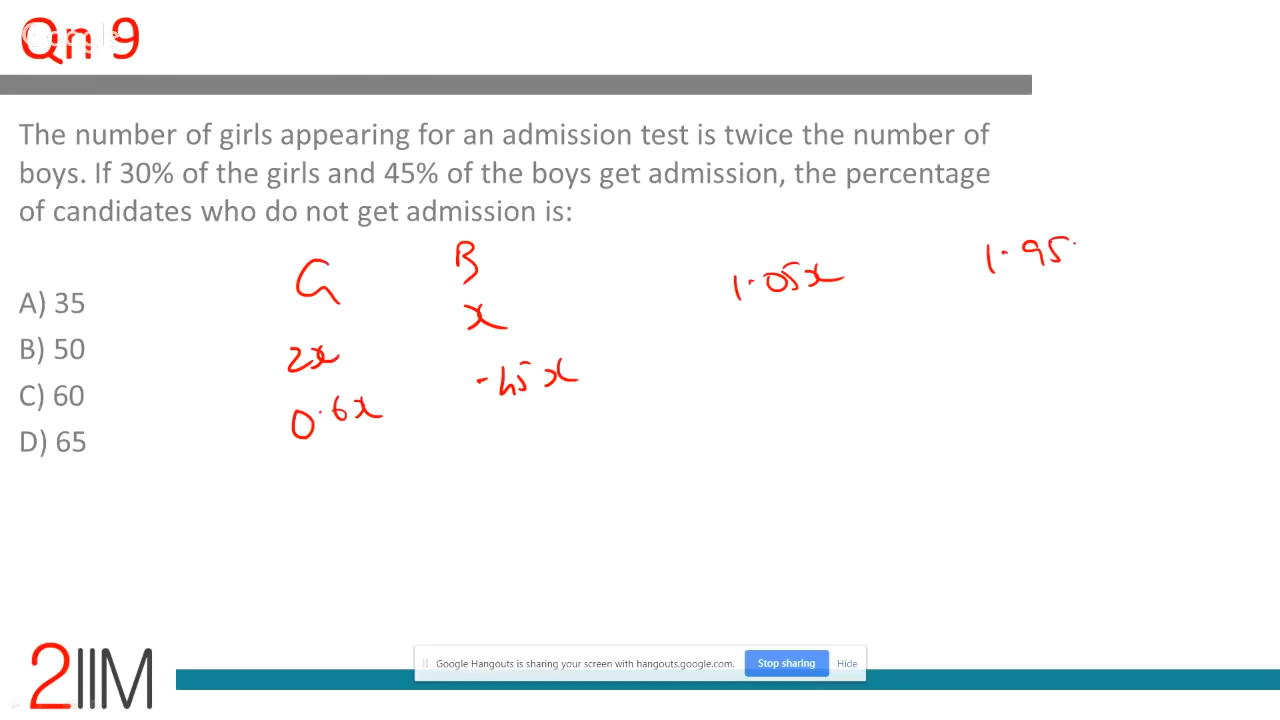 Qn 9
Google
The number of girls appearing for an admission test is twice the number of
boys. If 30% of the girls and 45% of the boys get admission, the percentage
of candidates who do not get admission is:
A) 35
B) 50
C) 60
D) 65
G B
2x x
0.6x .45x
1.05x 1.95
2IIM
Google Hangouts is sharing your screen with hangouts.google.com. Stop sharing Hide